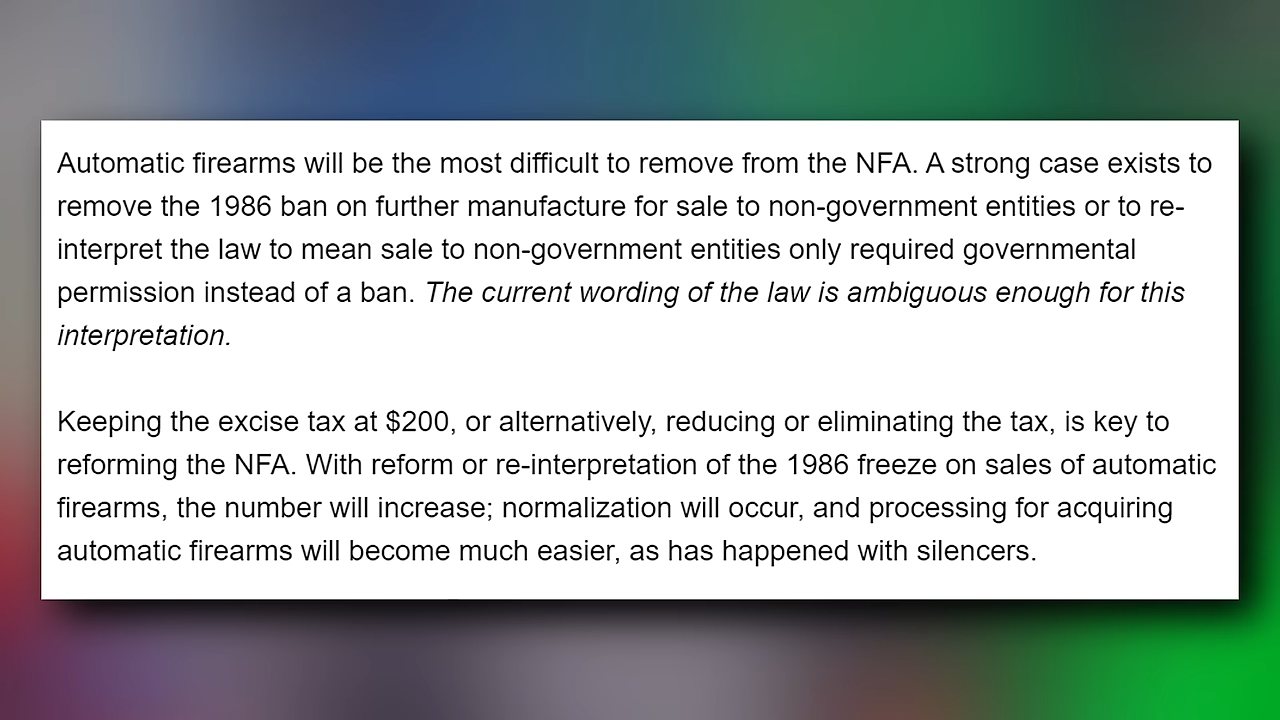 Automatic firearms will be the most difficult to remove from the NFA. A strong case exists to
remove the 1986 ban on further manufacture for sale to non-government entities or to re-
interpret the law to mean sale to non-government entities only required governmental
permission instead of a ban. The current wording of the law is ambiguous enough for this
interpretation.
Keeping the excise tax at $200, or alternatively, reducing or eliminating the tax, is key to
reforming the NFA. With reform or re-interpretation of the 1986 freeze on sales of automatic
firearms, the number will increase; normalization will occur, and processing for acquiring
automatic firearms will become much easier, as has happened with silencers.